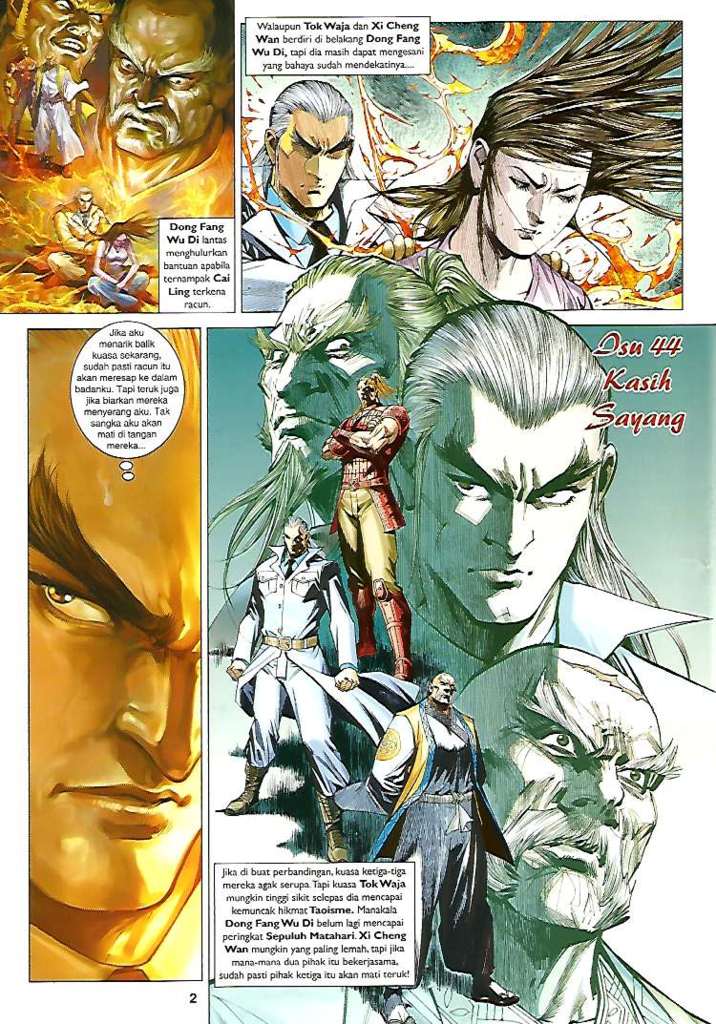 Dong Fang
Wu Di lantas
menghulurkan
bantuan apabila
ternampak Cai
Ling terkena
racun.
Walaupun Tok Waja dan Xi Cheng
Wan berdiri di belakang Dong Fang
Wu Di, tapi dia masih dapat mengesani
yang bahaya sudah mendekatinya....
Jika aku
menarik balik
kuasa sekarang,
sudah pasti racun itu
akan meresap ke dalam
badanku. Tapi teruk juga
jika biarkan mereka
menyerang aku. Tak
sangka aku akan
mati di tangan
mereka...
Isu 44
Kasih
Sayang
Jika di buat perbandingan, kuasa ketiga-tiga
mereka agak serupa. Tapi kuasa Tok Waja
mungkin tinggi sikit selepas dia mencapai
kemuncak hikmat Taoisme. Manakala
Dong Fang Wu Di belum lagi mencapai
peringkat Sepuluh Matahari. Xi Cheng
Wan mungkin yang paling lemah, tapi jika
mana-mana dua pihak itu bekerjasama,
sudah pasti pihak ketiga itu akan mati teruk!
2